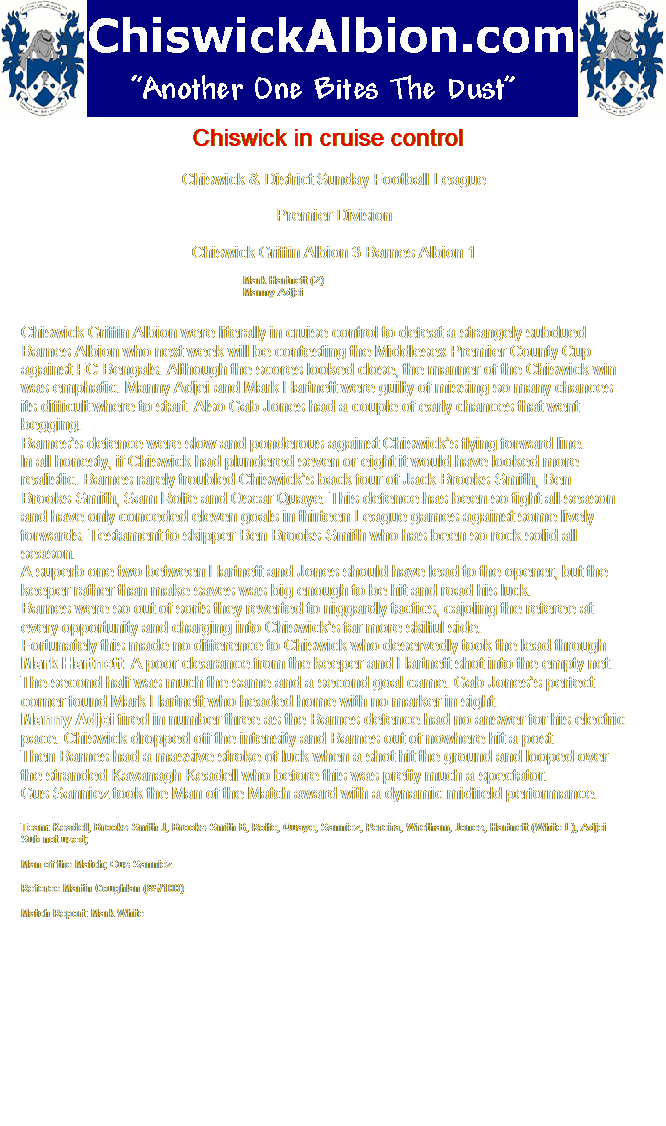 ChiswickAlbion.com
"Another One Bites The Dust"
Chiswick in cruise control
Chiswick & District Sunday Football League
Premier Division
Chiswick Griffin Albion 3 Barnes Albion 1
Mark Hartnett (2)
Manny Adjei
Chiswick Griffin Albion were literally in cruise control to defeat a strangely subdued
Barnes Albion who next week will be contesting the Middlesex Premier County Cup
against FC Bengals. Although the scores looked close, the manner of the Chiswick win
was emphatic. Manny Adjei and Mark Hartnett were guilty of missing so many chances
its difficult where to start. Also Gab Jones had a couple of early chances that went
begging.
Barnes's defence were slow and ponderous against Chiswick's flying forward line.
In all honesty, if Chiswick had plundered seven or eight it would have looked more
realistic. Barnes rarely troubled Chiswick's back four of Jack Brooks Smith, Ben
Brooks Smith, Sam Rolfe and Oscar Quaye. This defence has been so tight all season
and have only conceded eleven goals in thirteen League games against some lively
forwards. Testament to skipper Ben Brooks Smith who has been so rock solid all
season.
A superb one two between Hartnett and Jones should have lead to the opener, but the
keeper rather than make saves was big enough to be hit and road his luck.
Barnes were so out of sorts they reverted to niggardly tactics, cajoling the referee at
every opportunity and charging into Chiswick's far more skilful side.
Fortunately this made no difference to Chiswick who deservedly took the lead through
Mark Hartnett. A poor clearance from the keeper and Hartnett shot into the empty net.
The second half was much the same and a second goal came. Gab Jones's perfect
corner found Mark Hartnett who headed home with no marker in sight.
Manny Adjei fired in number three as the Barnes defence had no answer for his electric
pace. Chiswick dropped off the intensity and Barnes out of nowhere hit a post.
Then Barnes had a massive stroke of luck when a shot hit the ground and looped over
the stranded Kavanagh Keadell who before this was pretty much a spectator.
Gus Sanniez took the Man of the Match award with a dynamic midfield performance.
Team: Keadell, Brooks Smith J, Brooks Smith B, Rolfe, Quaye, Sanniez, Pereira, Whelham, Jones, Hartnett (White L), Adjei
Sub not used;
Man of the Match; Gus Sanniez
Referee Martin Coughlan (85/100)
Match Report: Mark White